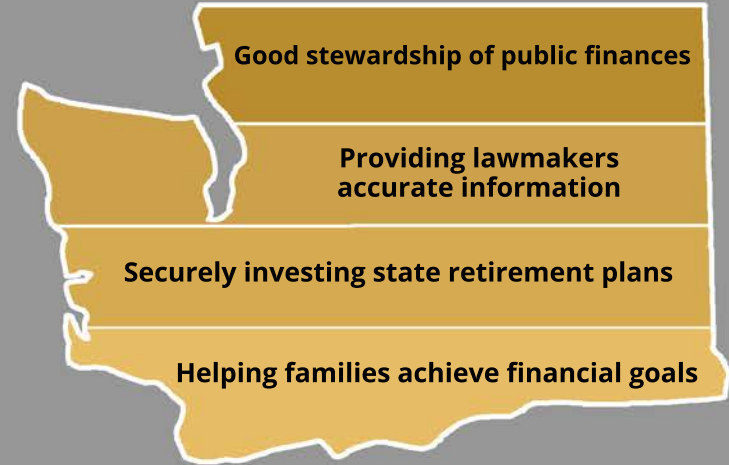 Good stewardship of public finances
Providing lawmakers
accurate information
Securely investing state retirement plans
Helping families achieve financial goals